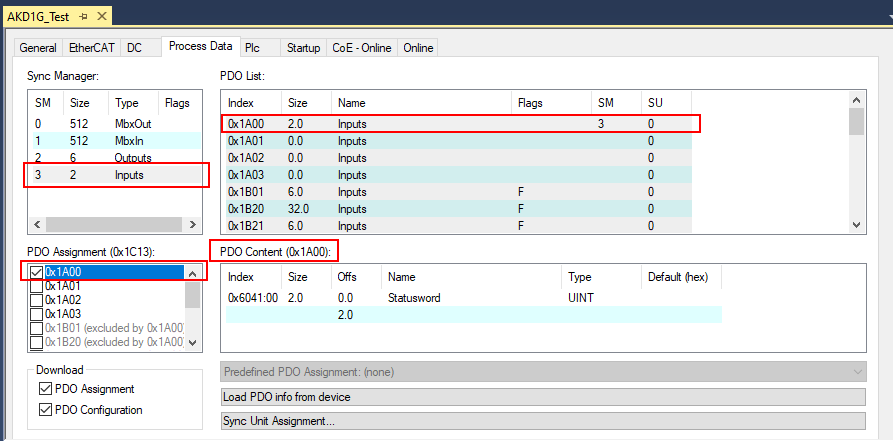 AKD1G_Test
General EtherCAT DC Process Data Plc Startup CoE - Online Online
Sync Manager:
SM Size Type Flags
0 512 MbxOut
1 512 MbxIn
2 6 Outputs
3 2 Inputs
PDO List:
Index Size Name Flags SM SU
0x1A00 2.0 Inputs 3 0
0x1A01 0.0 Inputs 0
0x1A02 0.0 Inputs 0
0x1A03 0.0 Inputs 0
0x1B01 6.0 Inputs F 0
0x1B20 32.0 Inputs F 0
0x1B21 6.0 Inputs F 0
PDO Assignment (0x1C13):
0x1A00
0x1A01
0x1A02
0x1A03
0x1B01 (excluded by 0x1A00)
0x1B20 (excluded by 0x1A00)
PDO Content (0x1A00):
Index Size Offs Name Type Default (hex)
0x6041:00 2.0 0.0 Statusword UINT
2.0
Download
PDO Assignment
PDO Configuration
Predefined PDO Assignment: (none)
Load PDO info from device
Sync Unit Assignment...